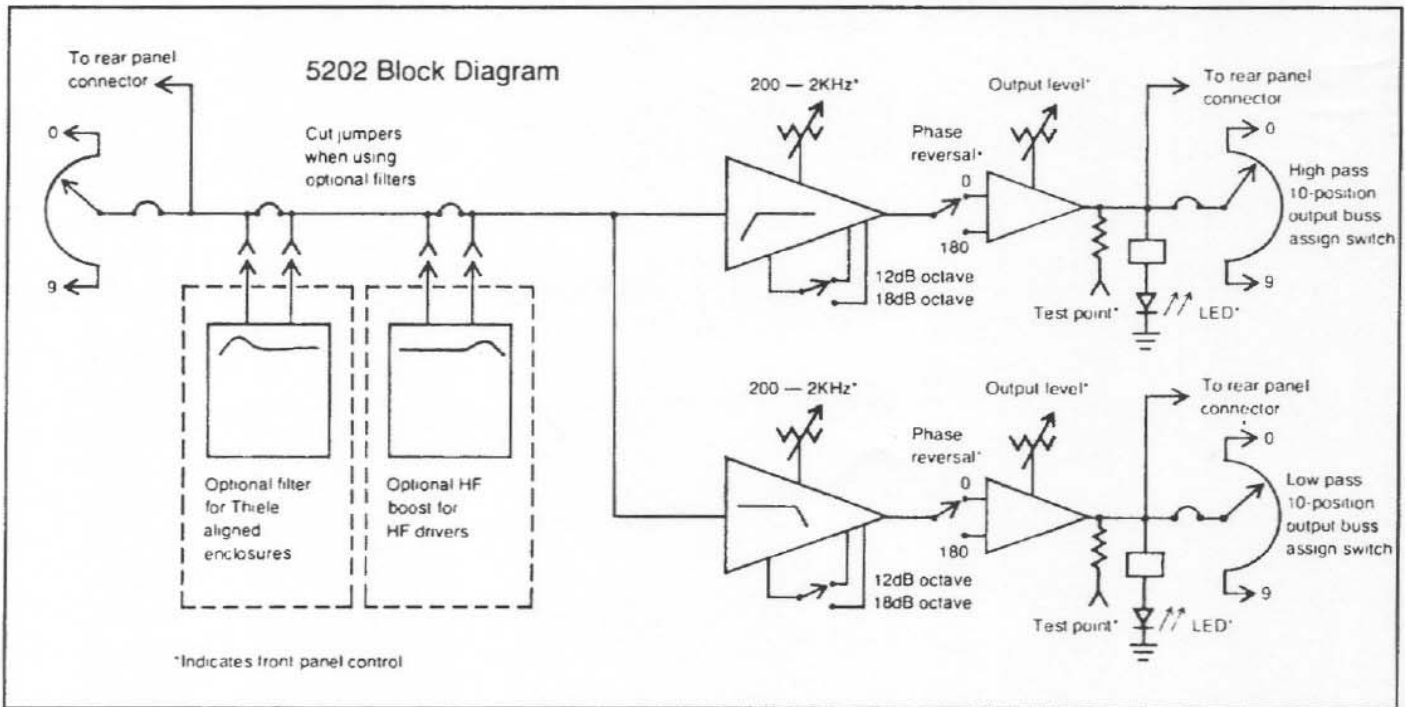 To rear panel
connector
5202 Block Diagram
0
9
Cut jumpers
when using
optional filters
Optional filter
for Thiele
aligned
enclosures
Optional HF
boost for
HF drivers
*Indicates front panel control
200 — 2KHz*
Output level*
Phase
reversal*
0
180
12dB octave
18dB octave
Test point*
LED*
To rear panel
connector
0
High pass
10-position
output buss
assign switch
9
200 — 2KHz*
Output level*
Phase
reversal*
0
180
12dB octave
18dB octave
Test point*
LED*
To rear panel
connector
0
Low pass
10-position
output buss
assign switch
9